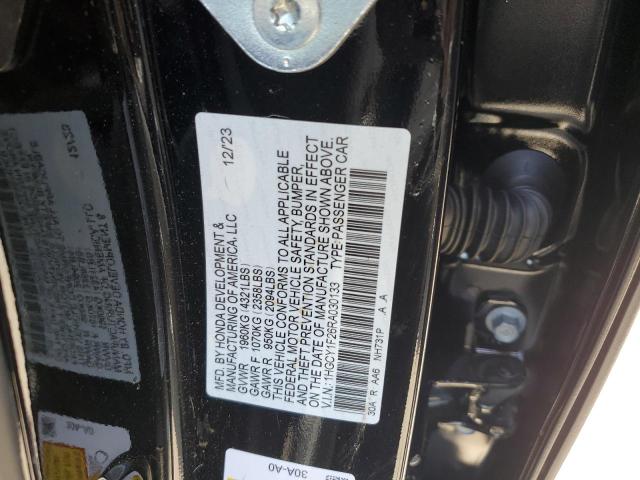 MFD. BY HONDA DEVELOPMENT &
MANUFACTURING OF AMERICA, LLC 12/23
GVWR 1960KG (4321LBS)
GAWR F 1070KG (2358LBS)
GAWR R 950KG (2094LBS)
THIS VEHICLE CONFORMS TO ALL APPLICABLE
FEDERAL MOTOR VEHICLE SAFETY, BUMPER,
AND THEFT PREVENTION STANDARDS IN EFFECT
ON THE DATE OF MANUFACTURE SHOWN ABOVE.
V.I.N.: 1HGCY1F26RA030133 TYPE: PASSENGER CAR
30A R AA6 NH731P A A
30A-A0